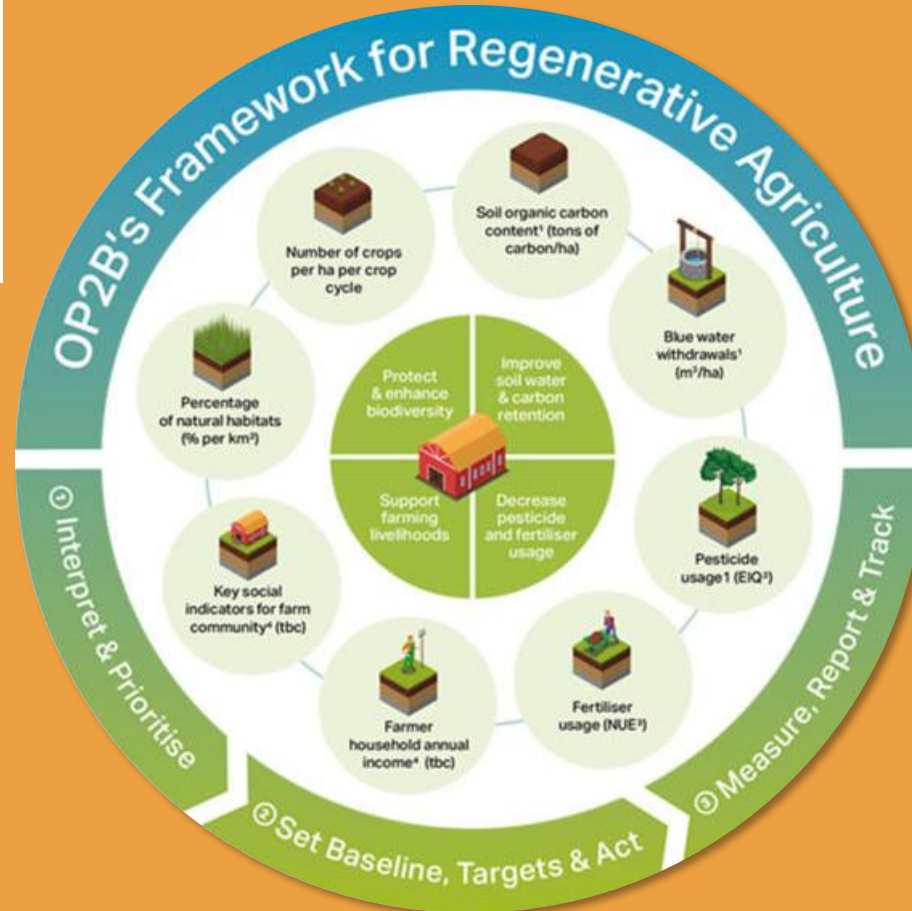 OP2B's Framework for Regenerative Agriculture
Soil organic carbon
content¹ (tons of
carbon/ha)
Blue water
withdrawals¹
(m³/ha)
Pesticide
usage1 (EIQ²)
Fertiliser
usage (NUE³)
Farmer
household annual
income⁴ (tbc)
Key social
indicators for farm
community⁴ (tbc)
Percentage
of natural habitats
(% per km²)
Number of crops
per ha per crop
cycle
Protect
& enhance
biodiversity
Improve
soil water
& carbon
retention
Support
farming
livelihoods
Decrease
pesticide
and fertiliser
usage
① Interpret & Prioritise
② Set Baseline, Targets & Act
③ Measure, Report & Track